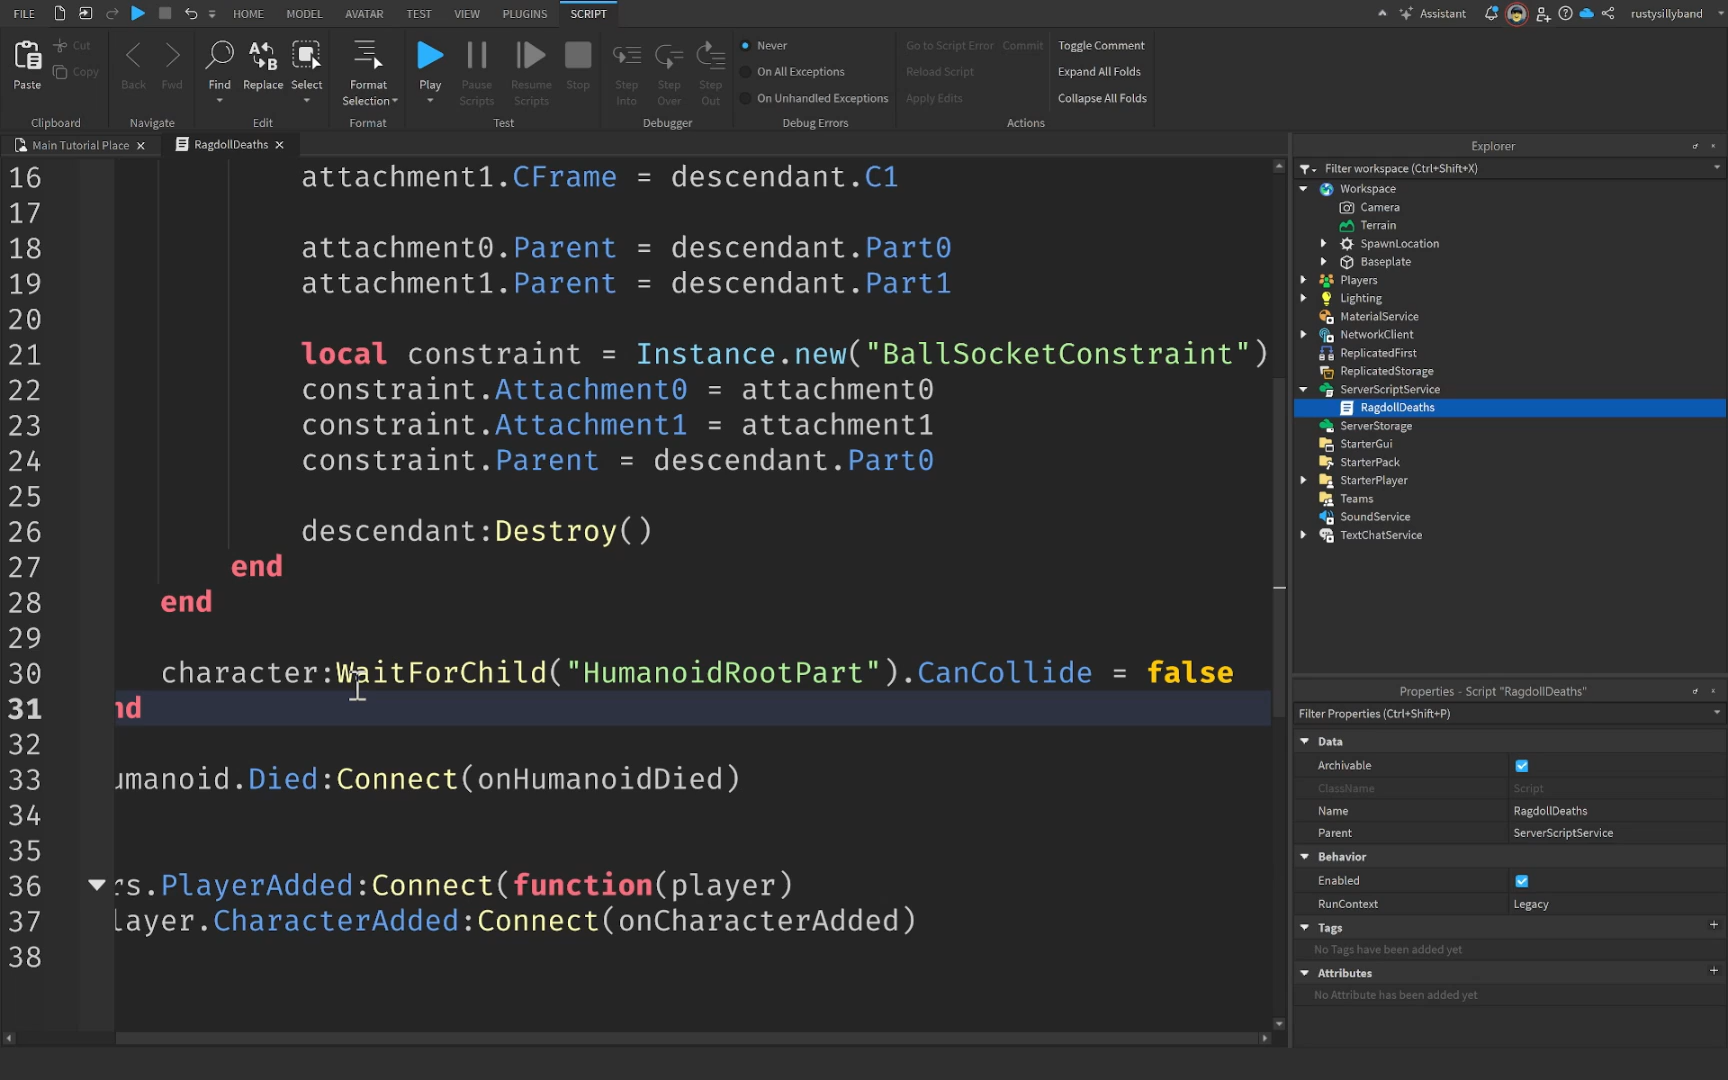 FILE HOME MODEL AVATAR TEST VIEW PLUGINS SCRIPT Assistant rustysillyband
Paste Cut Copy Back Fwd Find Replace Select Format Selection Play Pause Scripts Resume Scripts Stop Step Into Step Over Step Out
Never Go to Script Error Commit Toggle Comment
On All Exceptions Reload Script Expand All Folds
On Unhandled Exceptions Apply Edits Collapse All Folds
Clipboard Navigate Edit Format Test Debugger Debug Errors Actions
Main Tutorial Place RagdollDeaths
16 attachment1.CFrame = descendant.C1
17
18 attachment0.Parent = descendant.Part0
19 attachment1.Parent = descendant.Part1
20
21 local constraint = Instance.new("BallSocketConstraint")
22 constraint.Attachment0 = attachment0
23 constraint.Attachment1 = attachment1
24 constraint.Parent = descendant.Part0
25
26 descendant:Destroy()
27 end
28 end
29
30 character:WaitForChild("HumanoidRootPart").CanCollide = false
31 nd
32
33 umanoid.Died:Connect(onHumanoidDied)
34
35
36 rs.PlayerAdded:Connect(function(player)
37 layer.CharacterAdded:Connect(onCharacterAdded)
38
Explorer
Filter workspace (Ctrl+Shift+X)
Workspace
Camera
Terrain
SpawnLocation
Baseplate
Players
Lighting
MaterialService
NetworkClient
ReplicatedFirst
ReplicatedStorage
ServerScriptService
RagdollDeaths
ServerStorage
StarterGui
StarterPack
StarterPlayer
Teams
SoundService
TextChatService
Properties - Script "RagdollDeaths"
Filter Properties (Ctrl+Shift+P)
Data
Archivable
ClassName Script
Name RagdollDeaths
Parent ServerScriptService
Behavior
Enabled
RunContext Legacy
Tags
No Tags have been added yet
Attributes
No Attribute has been added yet